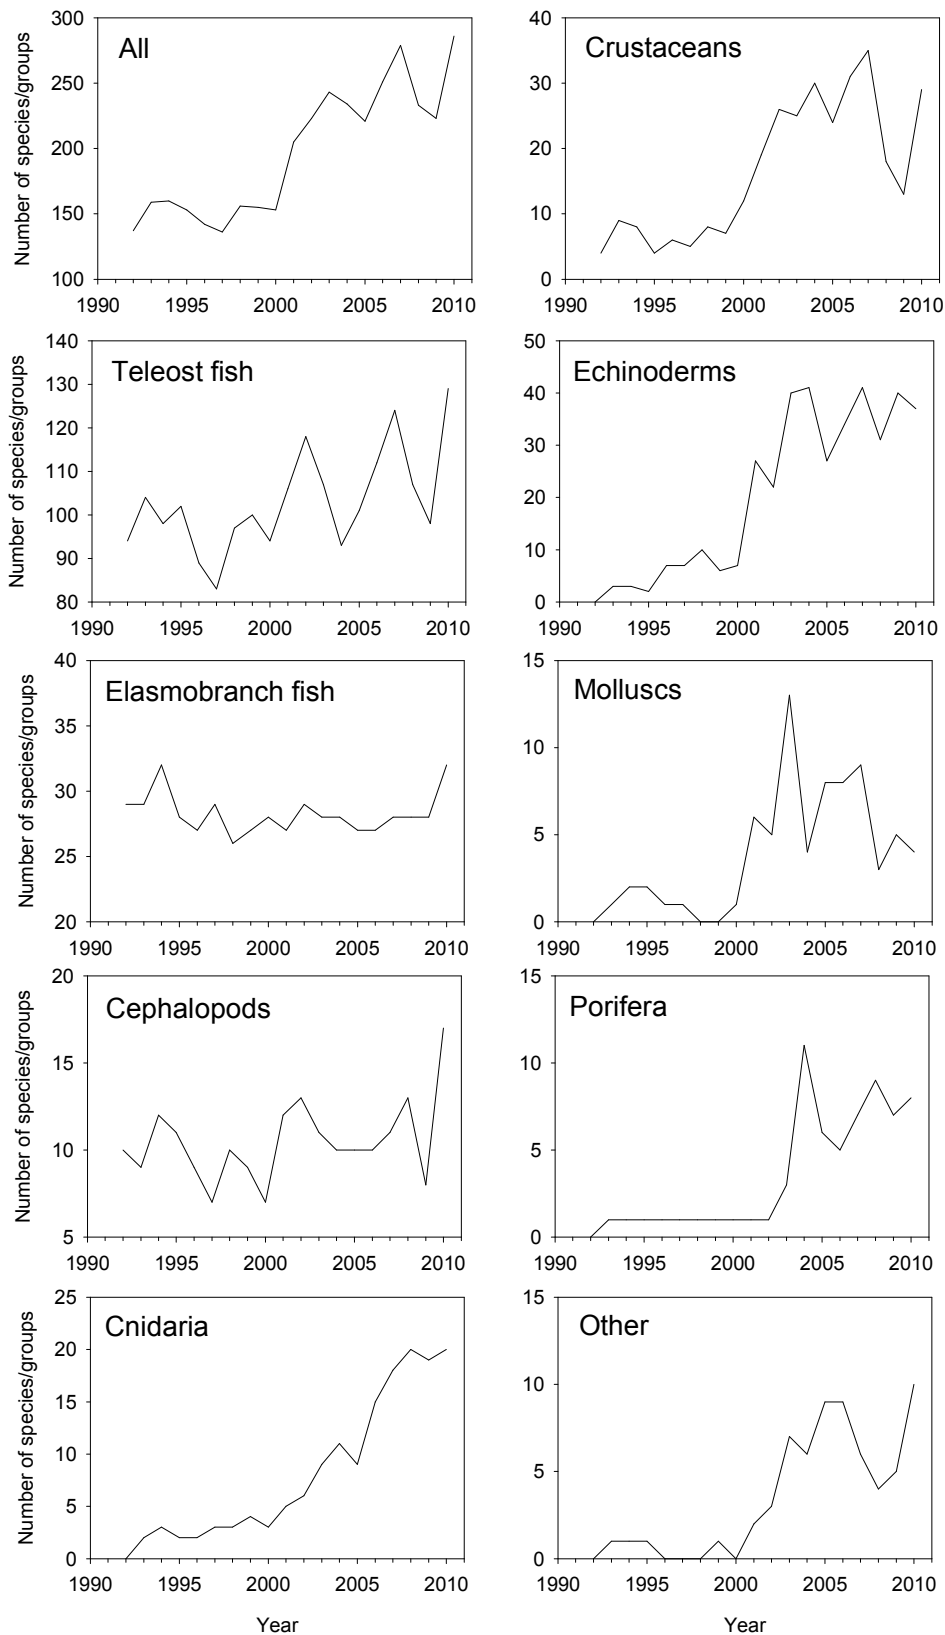 All
Number of species/groups
300
250
200
150
100
1990 1995 2000 2005 2010
Crustaceans
40
30
20
10
0
1990 1995 2000 2005 2010
Teleost fish
Number of species/groups
140
130
120
110
100
90
80
1990 1995 2000 2005 2010
Echinoderms
50
40
30
20
10
0
1990 1995 2000 2005 2010
Elasmobranch fish
Number of species/groups
40
35
30
25
20
1990 1995 2000 2005 2010
Molluscs
15
10
5
0
1990 1995 2000 2005 2010
Cephalopods
Number of species/groups
20
15
10
5
1990 1995 2000 2005 2010
Porifera
15
10
5
0
1990 1995 2000 2005 2010
Cnidaria
Number of species/groups
25
20
15
10
5
0
1990 1995 2000 2005 2010
Year
Other
15
10
5
0
1990 1995 2000 2005 2010
Year